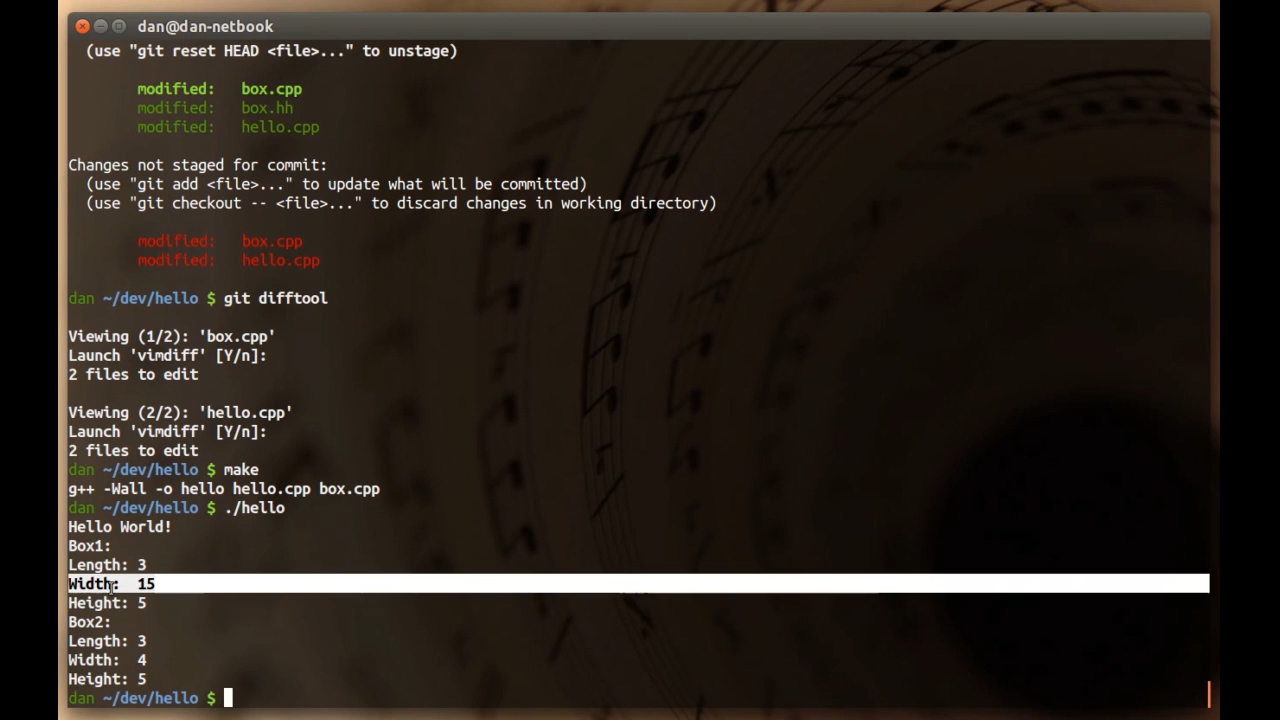 dan@dan-netbook
(use "git reset HEAD <file>..." to unstage)
modified:   box.cpp
modified:   box.hh
modified:   hello.cpp
Changes not staged for commit:
(use "git add <file>..." to update what will be committed)
(use "git checkout -- <file>..." to discard changes in working directory)
modified:   box.cpp
modified:   hello.cpp
dan ~/dev/hello $ git difftool
Viewing (1/2): 'box.cpp'
Launch 'vimdiff' [Y/n]:
2 files to edit
Viewing (2/2): 'hello.cpp'
Launch 'vimdiff' [Y/n]:
2 files to edit
dan ~/dev/hello $ make
g++ -Wall -o hello hello.cpp box.cpp
dan ~/dev/hello $ ./hello
Hello World!
Box1:
Length: 3
Width:  15
Height: 5
Box2:
Length: 3
Width:  4
Height: 5
dan ~/dev/hello $